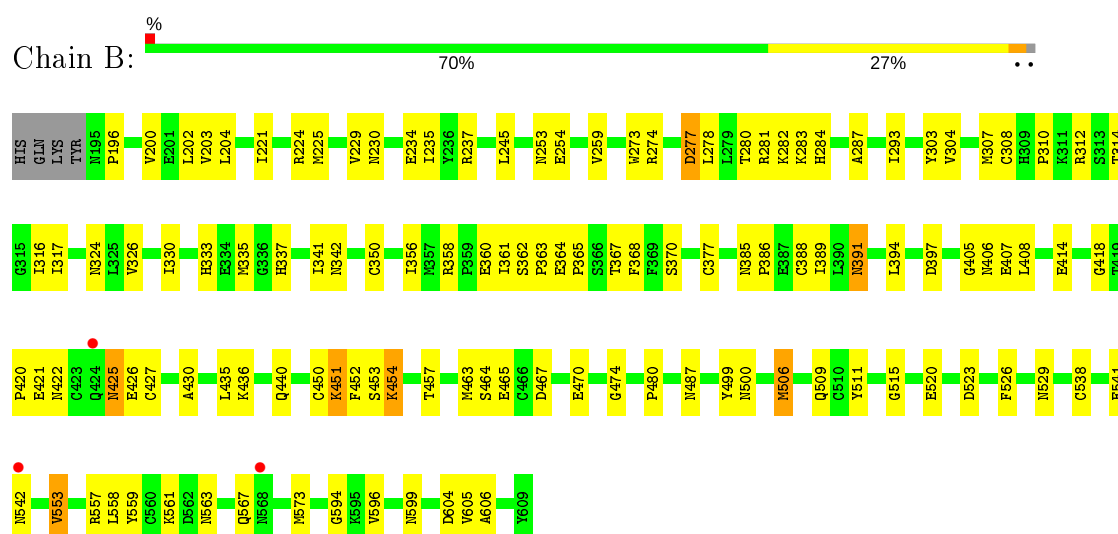 %
Chain B:
70% 27% • •
HIS GLN LYS TYR N195 P196 V200 E201 L202 V203 L204 I221 R224 M225 V229 N230 E234 I235 Y236 R237 L245 N253 E254 V259 W273 R274 D277 L278 L279 T280 R281 K282 K283 H284 A287 I293 Y303 V304 M307 C308 H309 P310 K311 R312 S313 T314
G315 I316 I317 N324 L325 V326 I330 H333 E334 M335 G336 H337 I341 N342 C350 I356 M357 R358 P359 E360 I361 S362 P363 E364 P365 S366 T367 F368 F369 S370 C377 N385 P386 E387 C388 I389 L390 N391 L394 D397 G405 N406 E407 L408 E414 G418 T419
P420 E421 N422 C423 Q424 N425 E426 C427 A430 L435 K436 Q440 C450 K451 F452 S453 K454 T457 M463 S464 E465 C466 D467 E470 G474 P480 N487 Y499 N500 M506 Q509 C510 Y511 G515 E520 D523 F526 N529 C538
N542 V553 R557 L558 Y559 C560 K561 D562 N563 Q567 N568 M573 G594 K595 V596 N599 D604 V605 A606 Y609